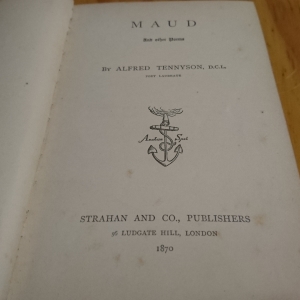 MAUD
And other Poems
BY ALFRED TENNYSON, D.C.L.
POET LAUREATE
Anchora Spei
STRAHAN AND CO., PUBLISHERS
56 LUDGATE HILL, LONDON
1870